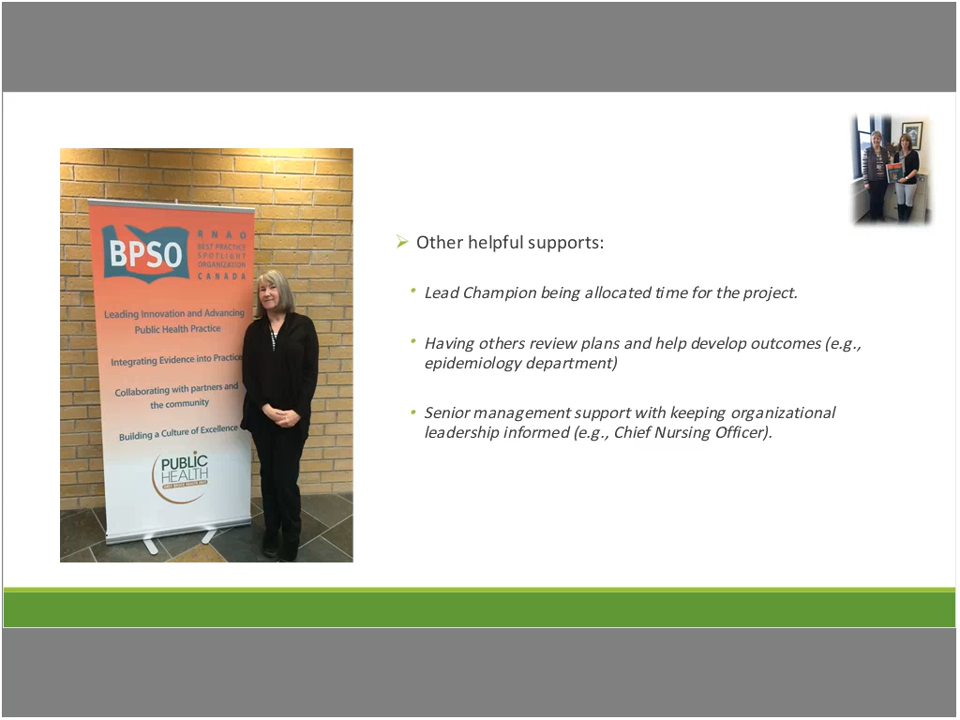 BPSO
RNAO
BEST PRACTICE
SPOTLIGHT
ORGANIZATION
CANADA
Leading Innovation and Advancing
Public Health Practice
Integrating Evidence into Practice
Collaborating with partners and
the community
Building a Culture of Excellence
PUBLIC
HEALTH
Other helpful supports:
Lead Champion being allocated time for the project.
Having others review plans and help develop outcomes (e.g.,
epidemiology department)
Senior management support with keeping organizational
leadership informed (e.g., Chief Nursing Officer).